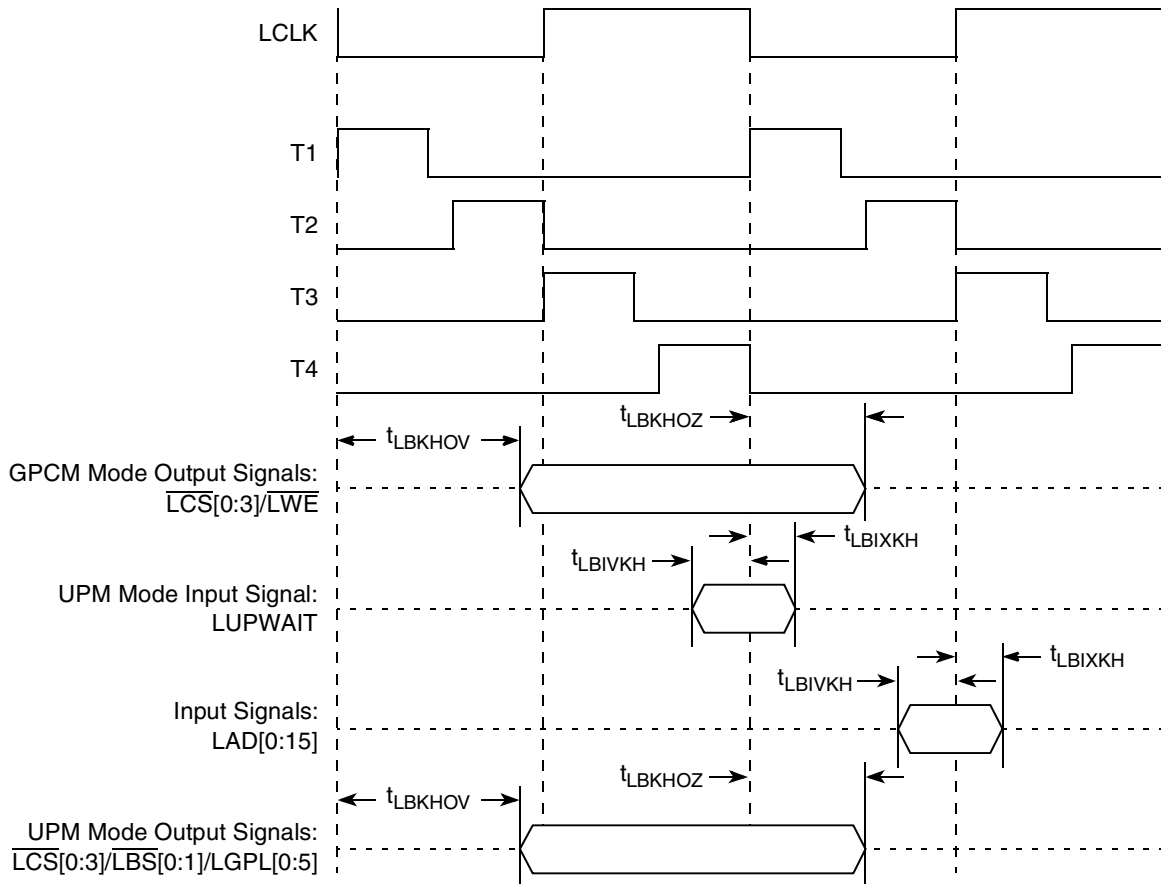 LCLK
T1
T2
T3
T4
tLBKHOZ
tLBKHOV
GPCM Mode Output Signals:
LCS[0:3]/LWE
tLBIXKH
tLBIVKH
UPM Mode Input Signal:
LUPWAIT
tLBIXKH
tLBIVKH
Input Signals:
LAD[0:15]
tLBKHOZ
tLBKHOV
UPM Mode Output Signals:
LCS[0:3]/LBS[0:1]/LGPL[0:5]